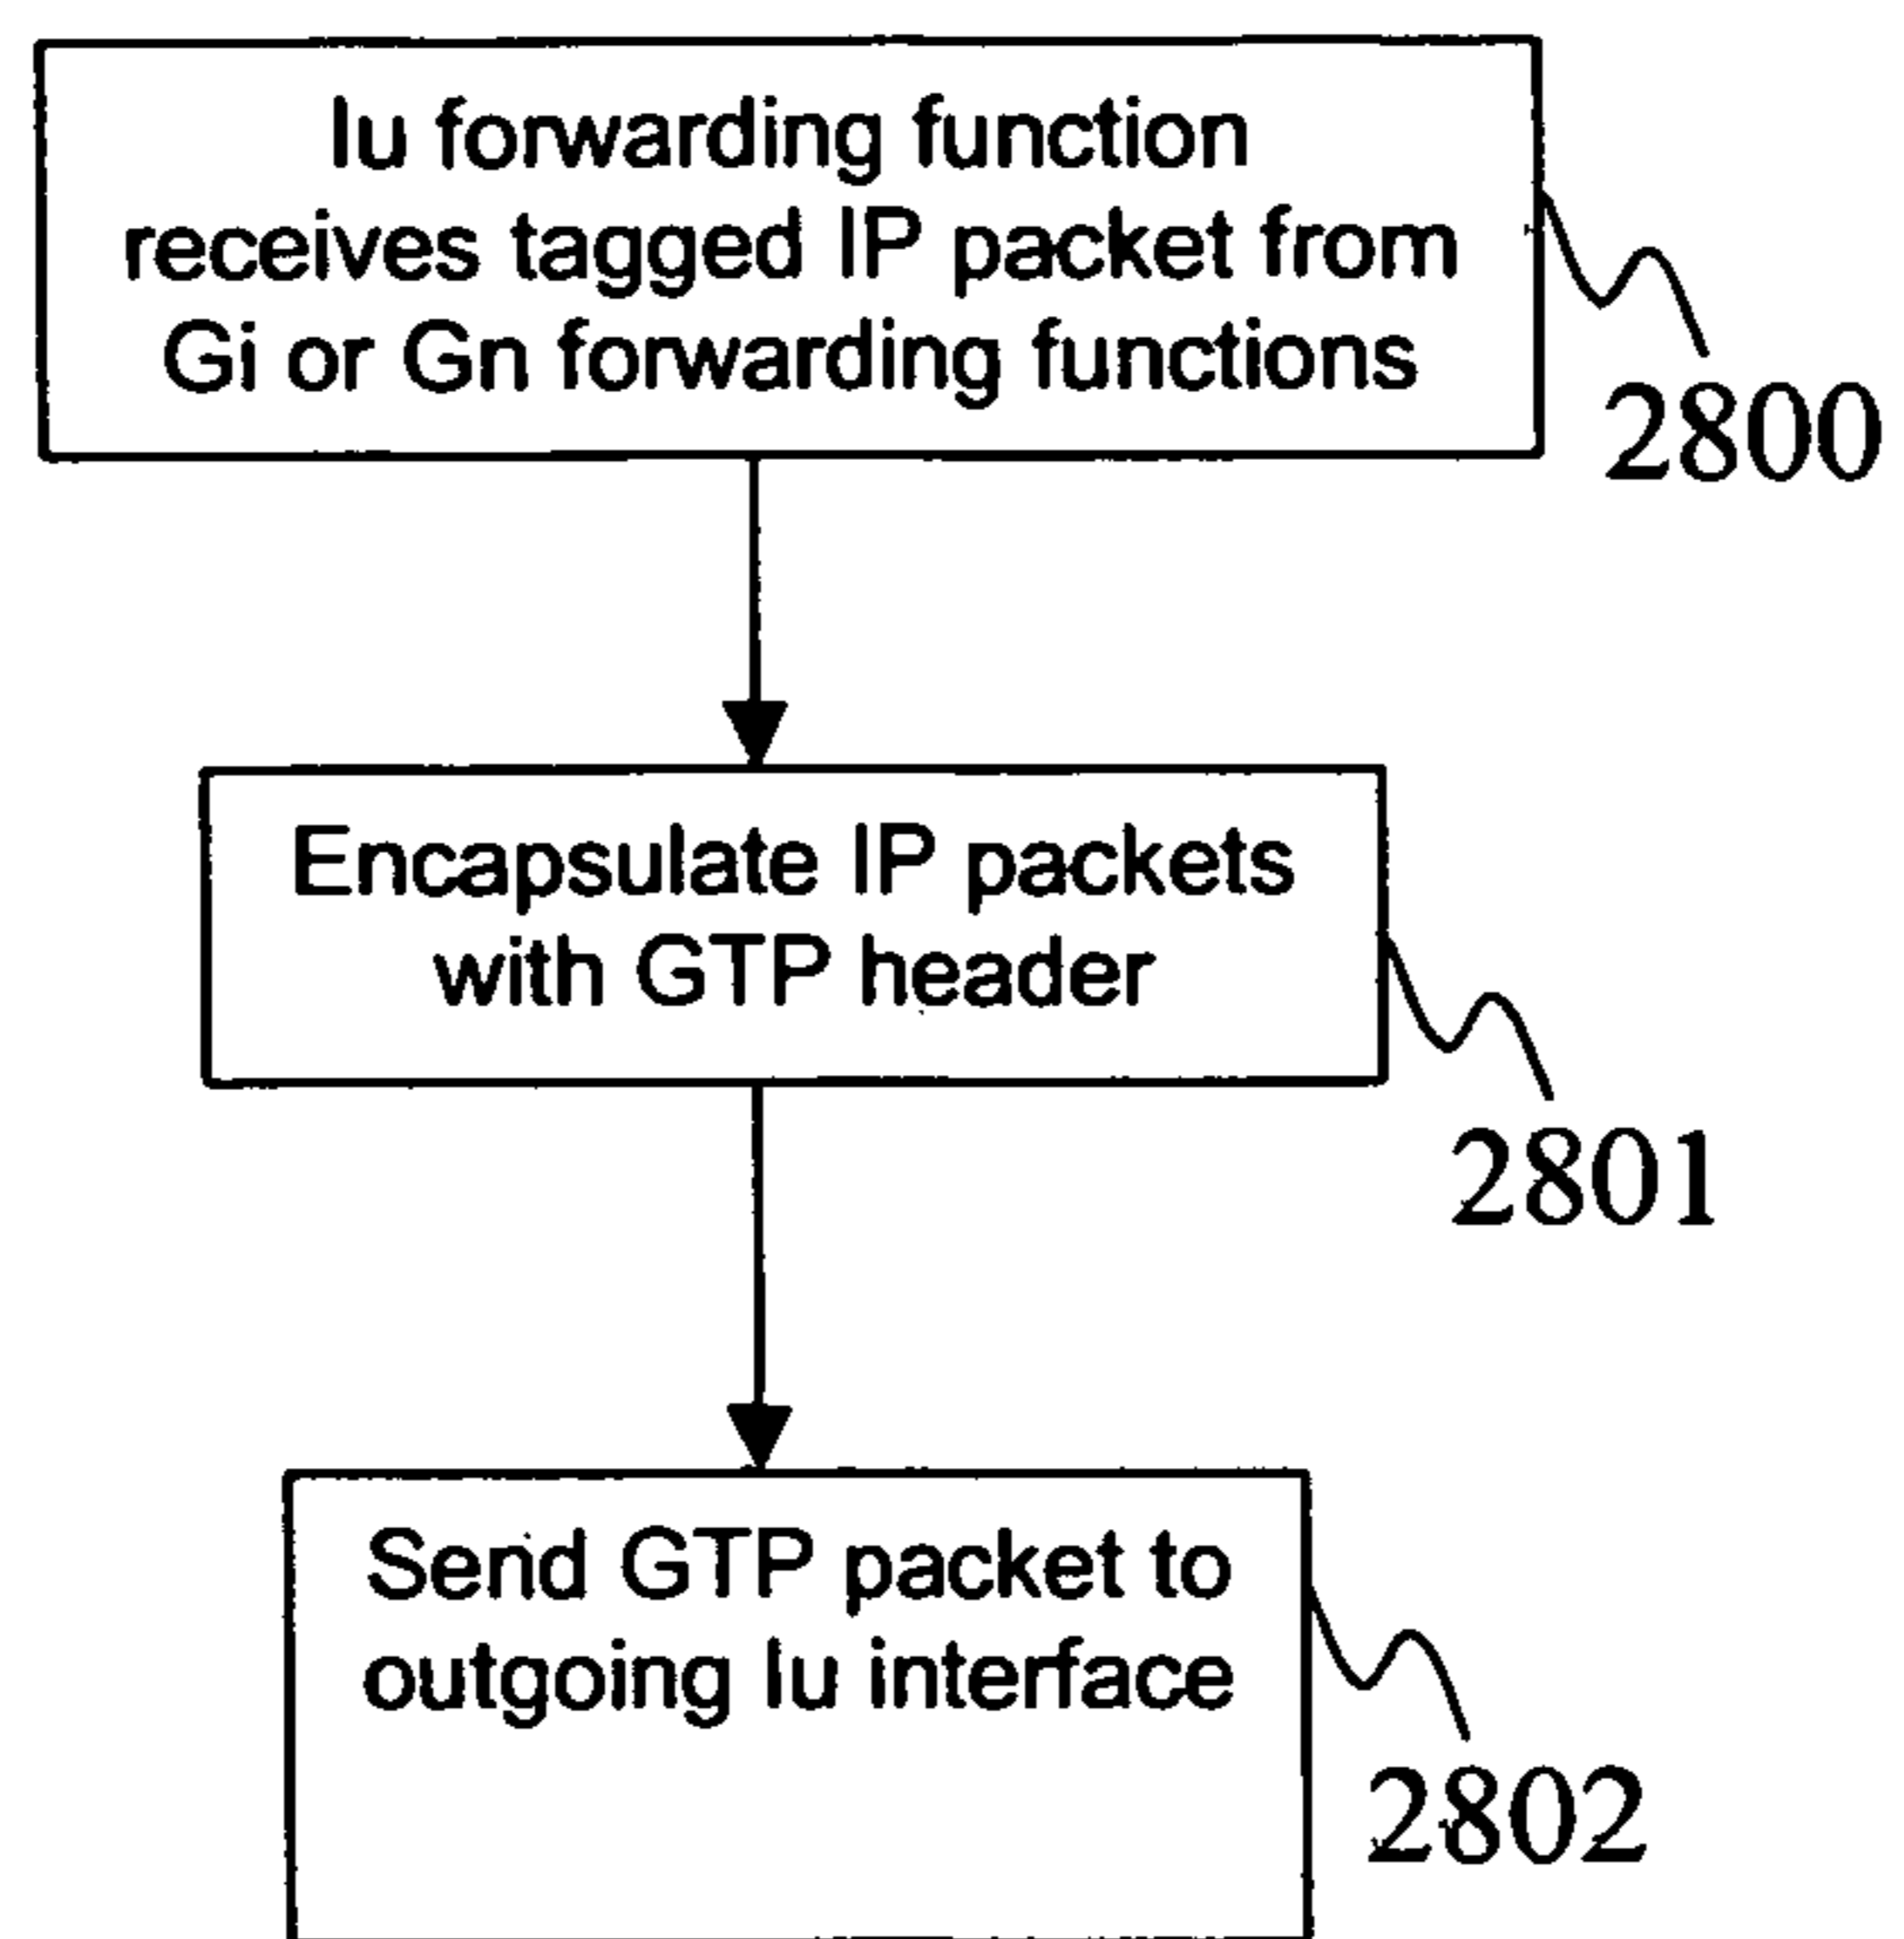 Iu forwarding function
receives tagged IP packet from
Gi or Gn forwarding functions
2800
Encapsulate IP packets
with GTP header
2801
Send GTP packet to
outgoing Iu interface
2802